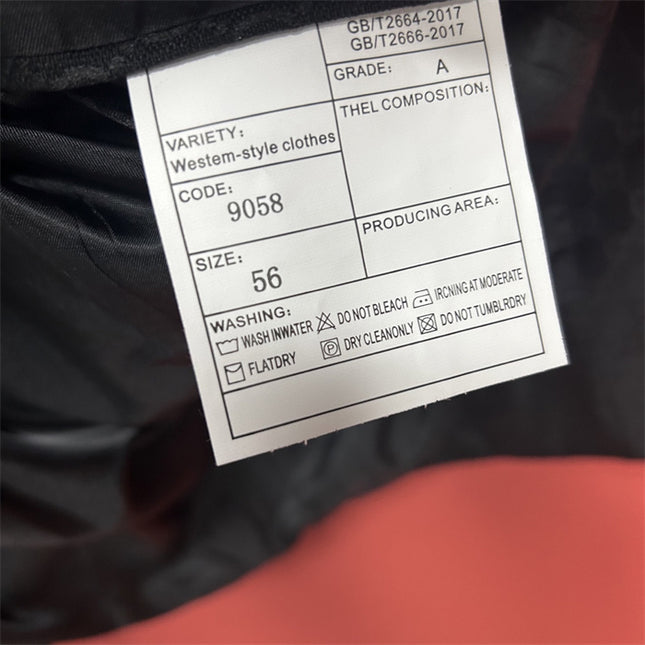 GB/T2664-2017
GB/T2666-2017
GRADE: A
VARIETY:
Westem-style clothes
THEL COMPOSITION:
CODE:
9058
PRODUCING AREA:
SIZE:
56
WASHING:
WASH INWATER DO NOT BLEACH IRCNING AT MODERATE
FLATDRY P DRY CLEANONLY DO NOT TUMBLRDRY